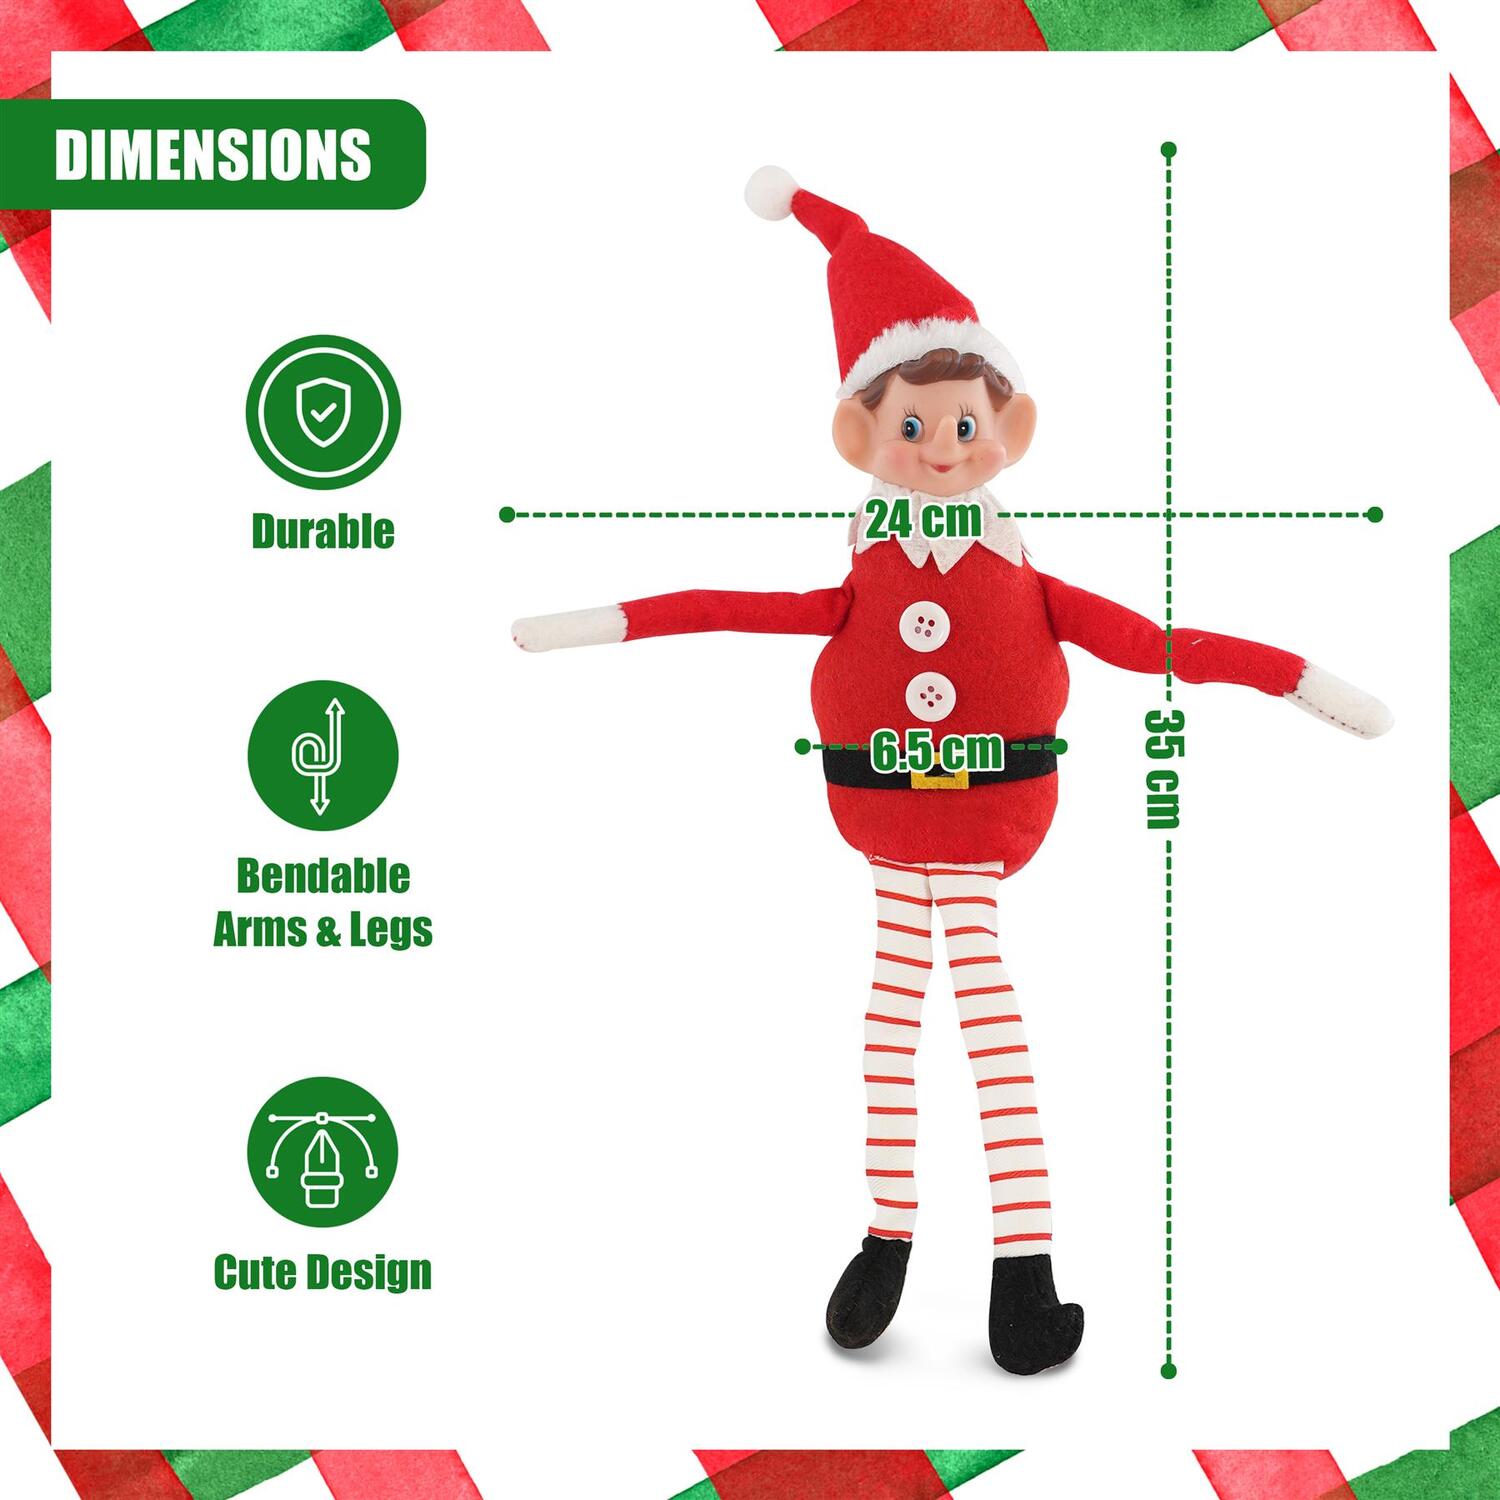 DIMENSIONS
Durable
Bendable
Arms & Legs
Cute Design
24 cm
6.5 cm
35 cm